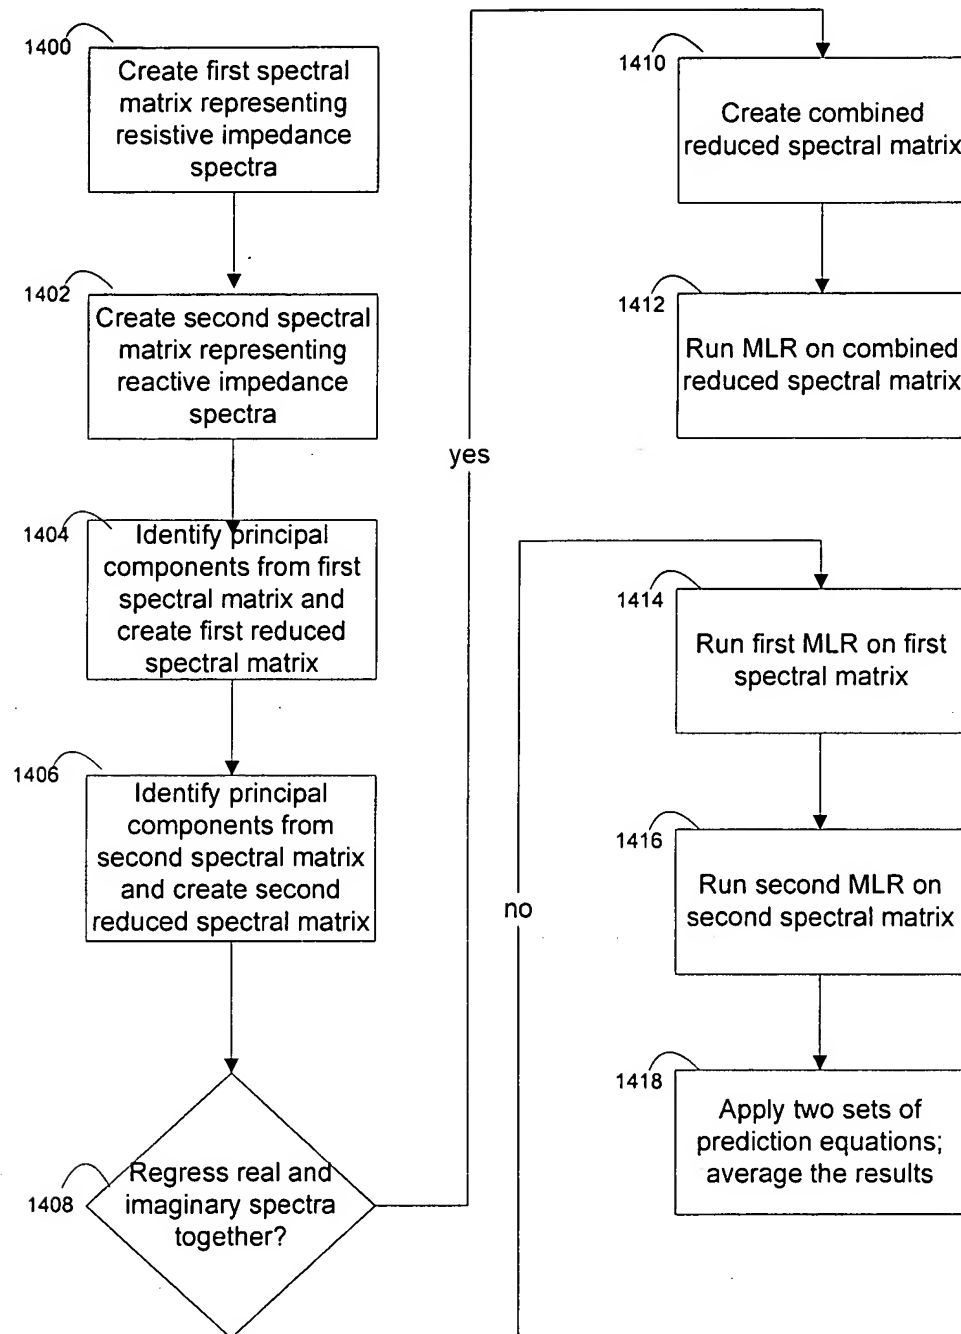 1400
Create first spectral
matrix representing
resistive impedance
spectra
1402
Create second spectral
matrix representing
reactive impedance
spectra
1404
Identify principal
components from first
spectral matrix and
create first reduced
spectral matrix
1406
Identify principal
components from
second spectral matrix
and create second
reduced spectral matrix
1408
Regress real and
imaginary spectra
together?
yes
no
1410
Create combined
reduced spectral matrix
1412
Run MLR on combined
reduced spectral matrix
1414
Run first MLR on first
spectral matrix
1416
Run second MLR on
second spectral matrix
1418
Apply two sets of
prediction equations;
average the results